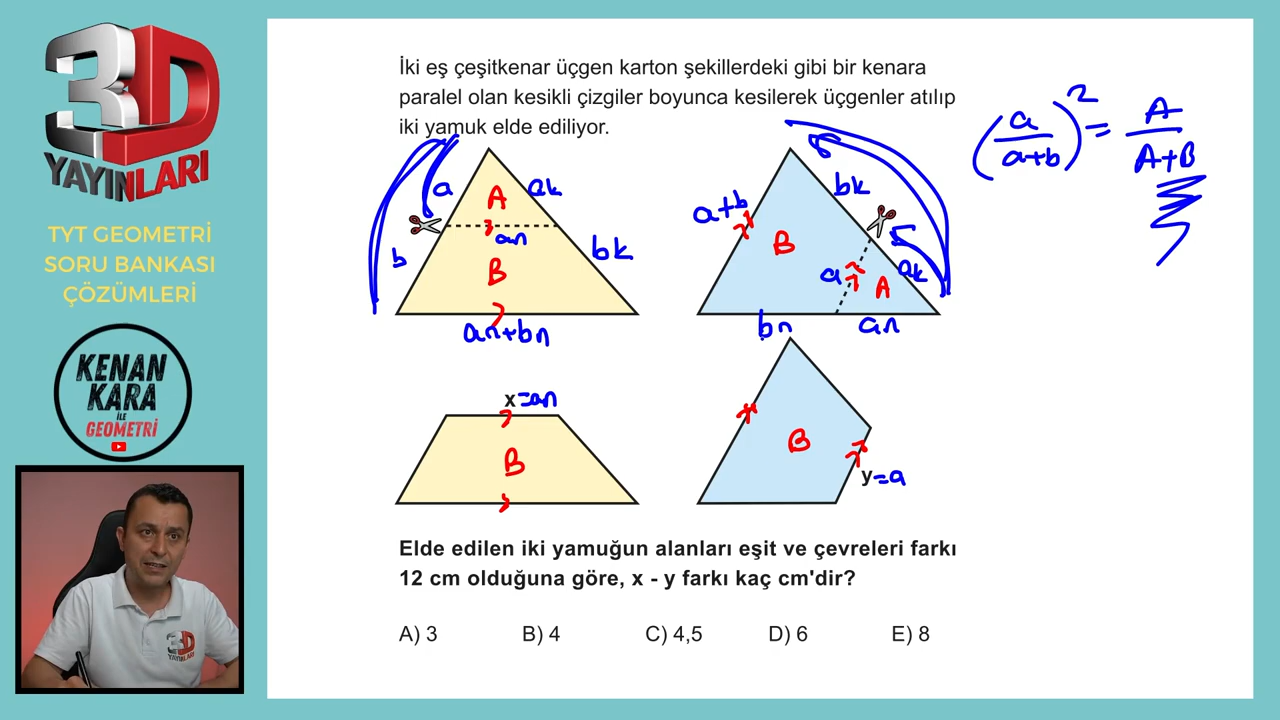 3D
YAYINLARI
TYT GEOMETRİ
SORU BANKASI
ÇÖZÜMLERİ
KENAN
KARA
İLE
GEOMETRİ
3D
YAYINLARI
İki eş çeşitkenar üçgen karton şekillerdeki gibi bir kenara
paralel olan kesikli çizgiler boyunca kesilerek üçgenler atılıp
iki yamuk elde ediliyor.
(a/a+b)² = A/A+B
a
A
ak
an
b
B
bk
an+bn
a+b
bk
B
a
ak
A
bn
an
x=an
B
B
y=a
Elde edilen iki yamuğun alanları eşit ve çevreleri farkı
12 cm olduğuna göre, x - y farkı kaç cm'dir?
A) 3 B) 4 C) 4,5 D) 6 E) 8